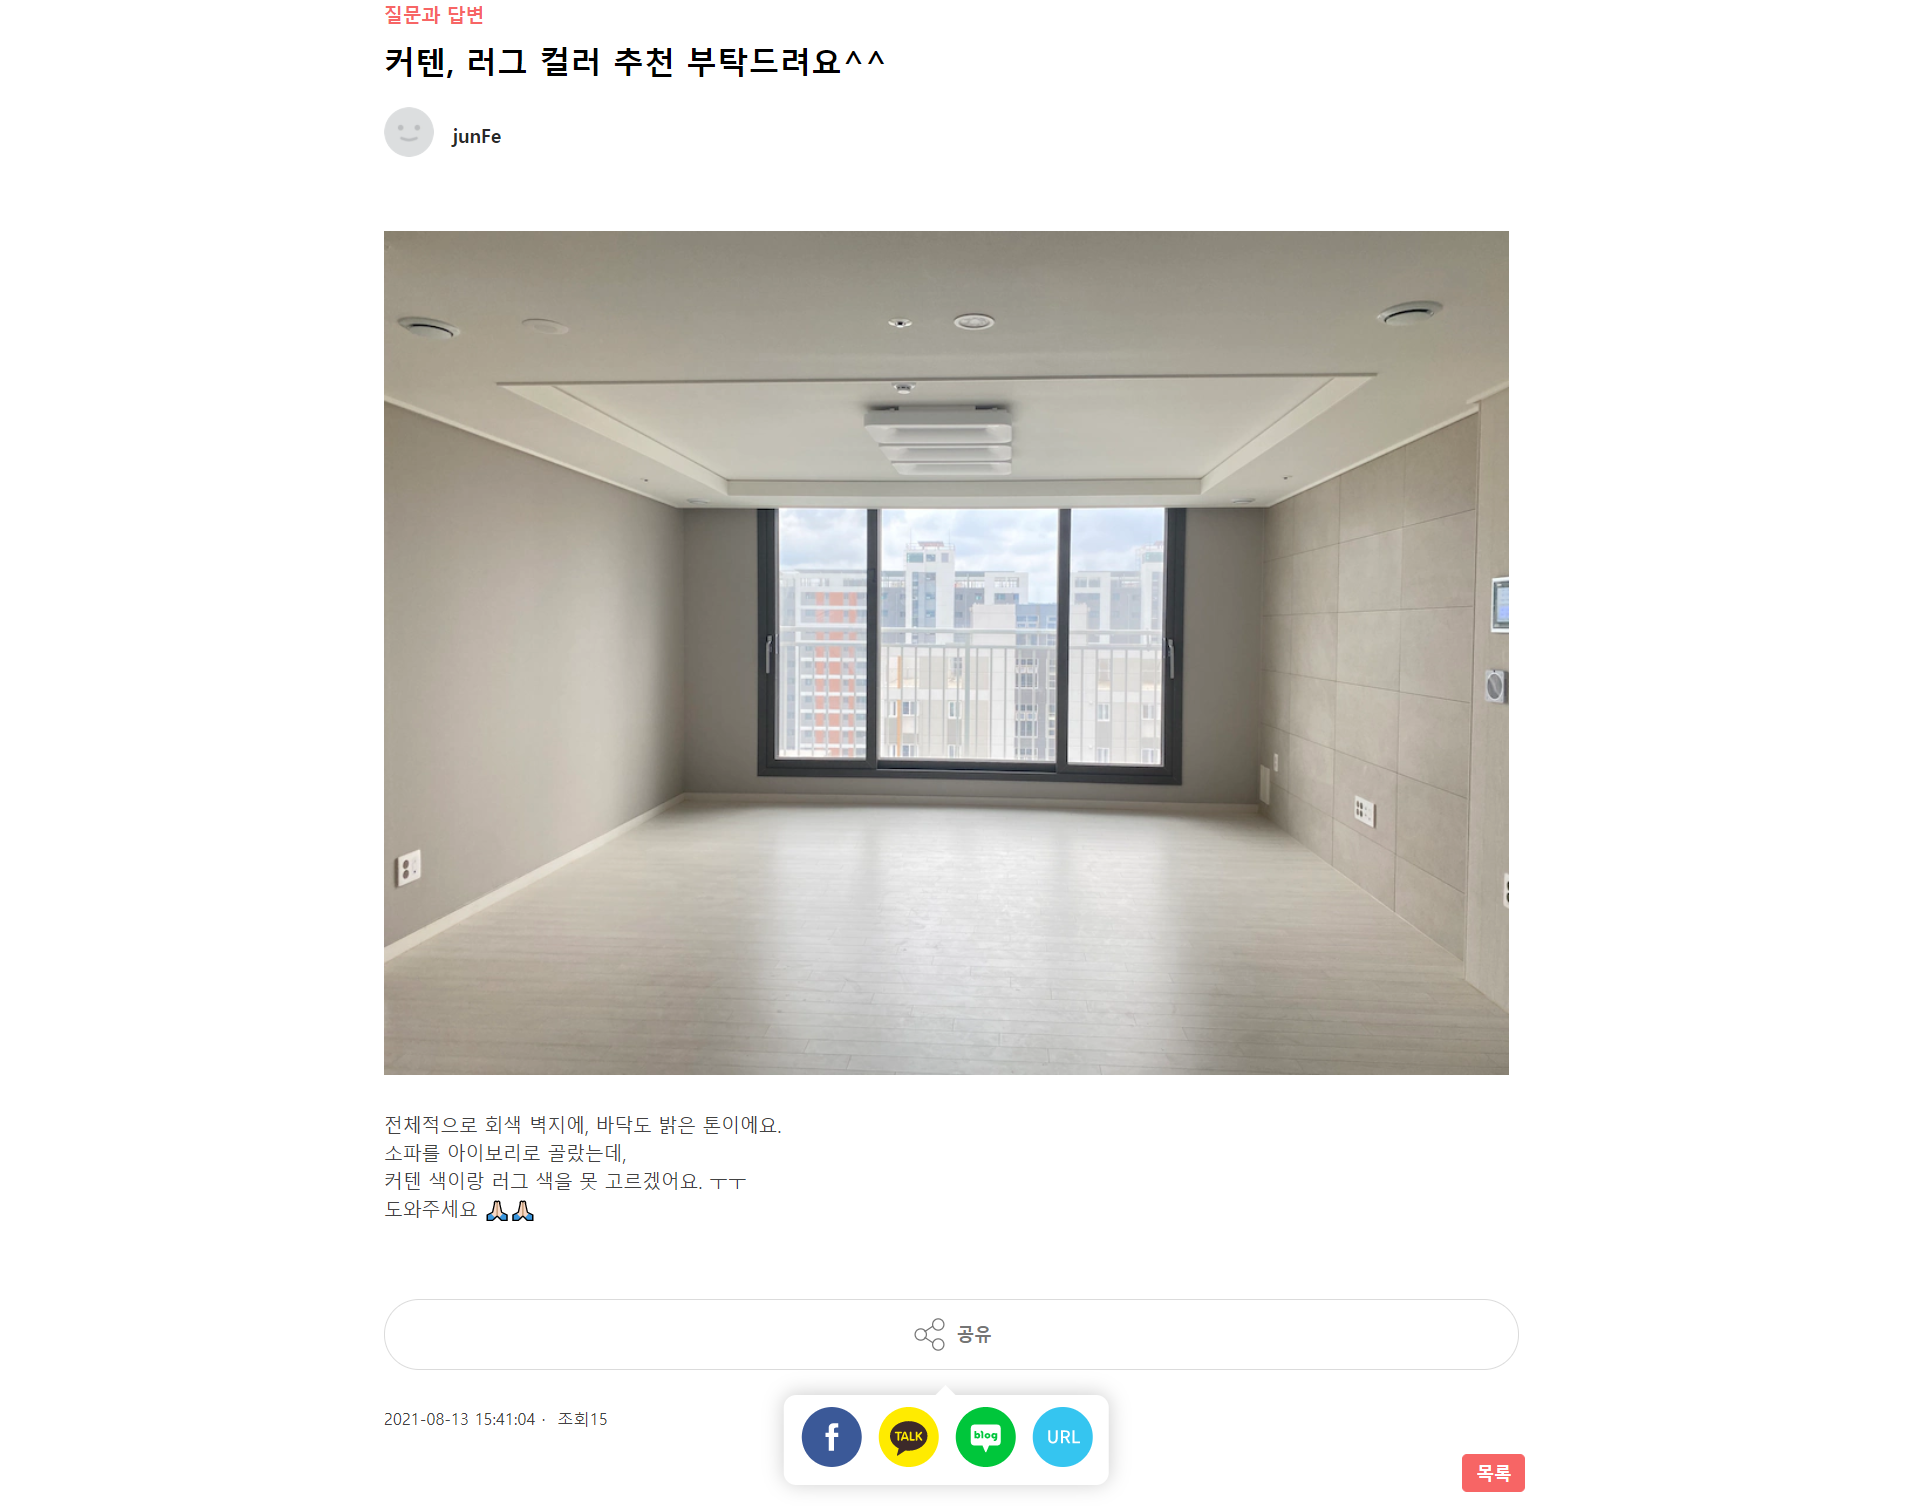 질문과 답변
커텐, 러그 컬러 추천 부탁드려요^^
junFe
전체적으로 회색 벽지에, 바닥도 밝은 톤이에요.
소파를 아이보리로 골랐는데,
커텐 색이랑 러그 색을 못 고르겠어요. ㅜㅜ
도와주세요 🙏🏻🙏🏻
공유
2021-08-13 15:41:04 · 조회15
f TALK blog URL
목록